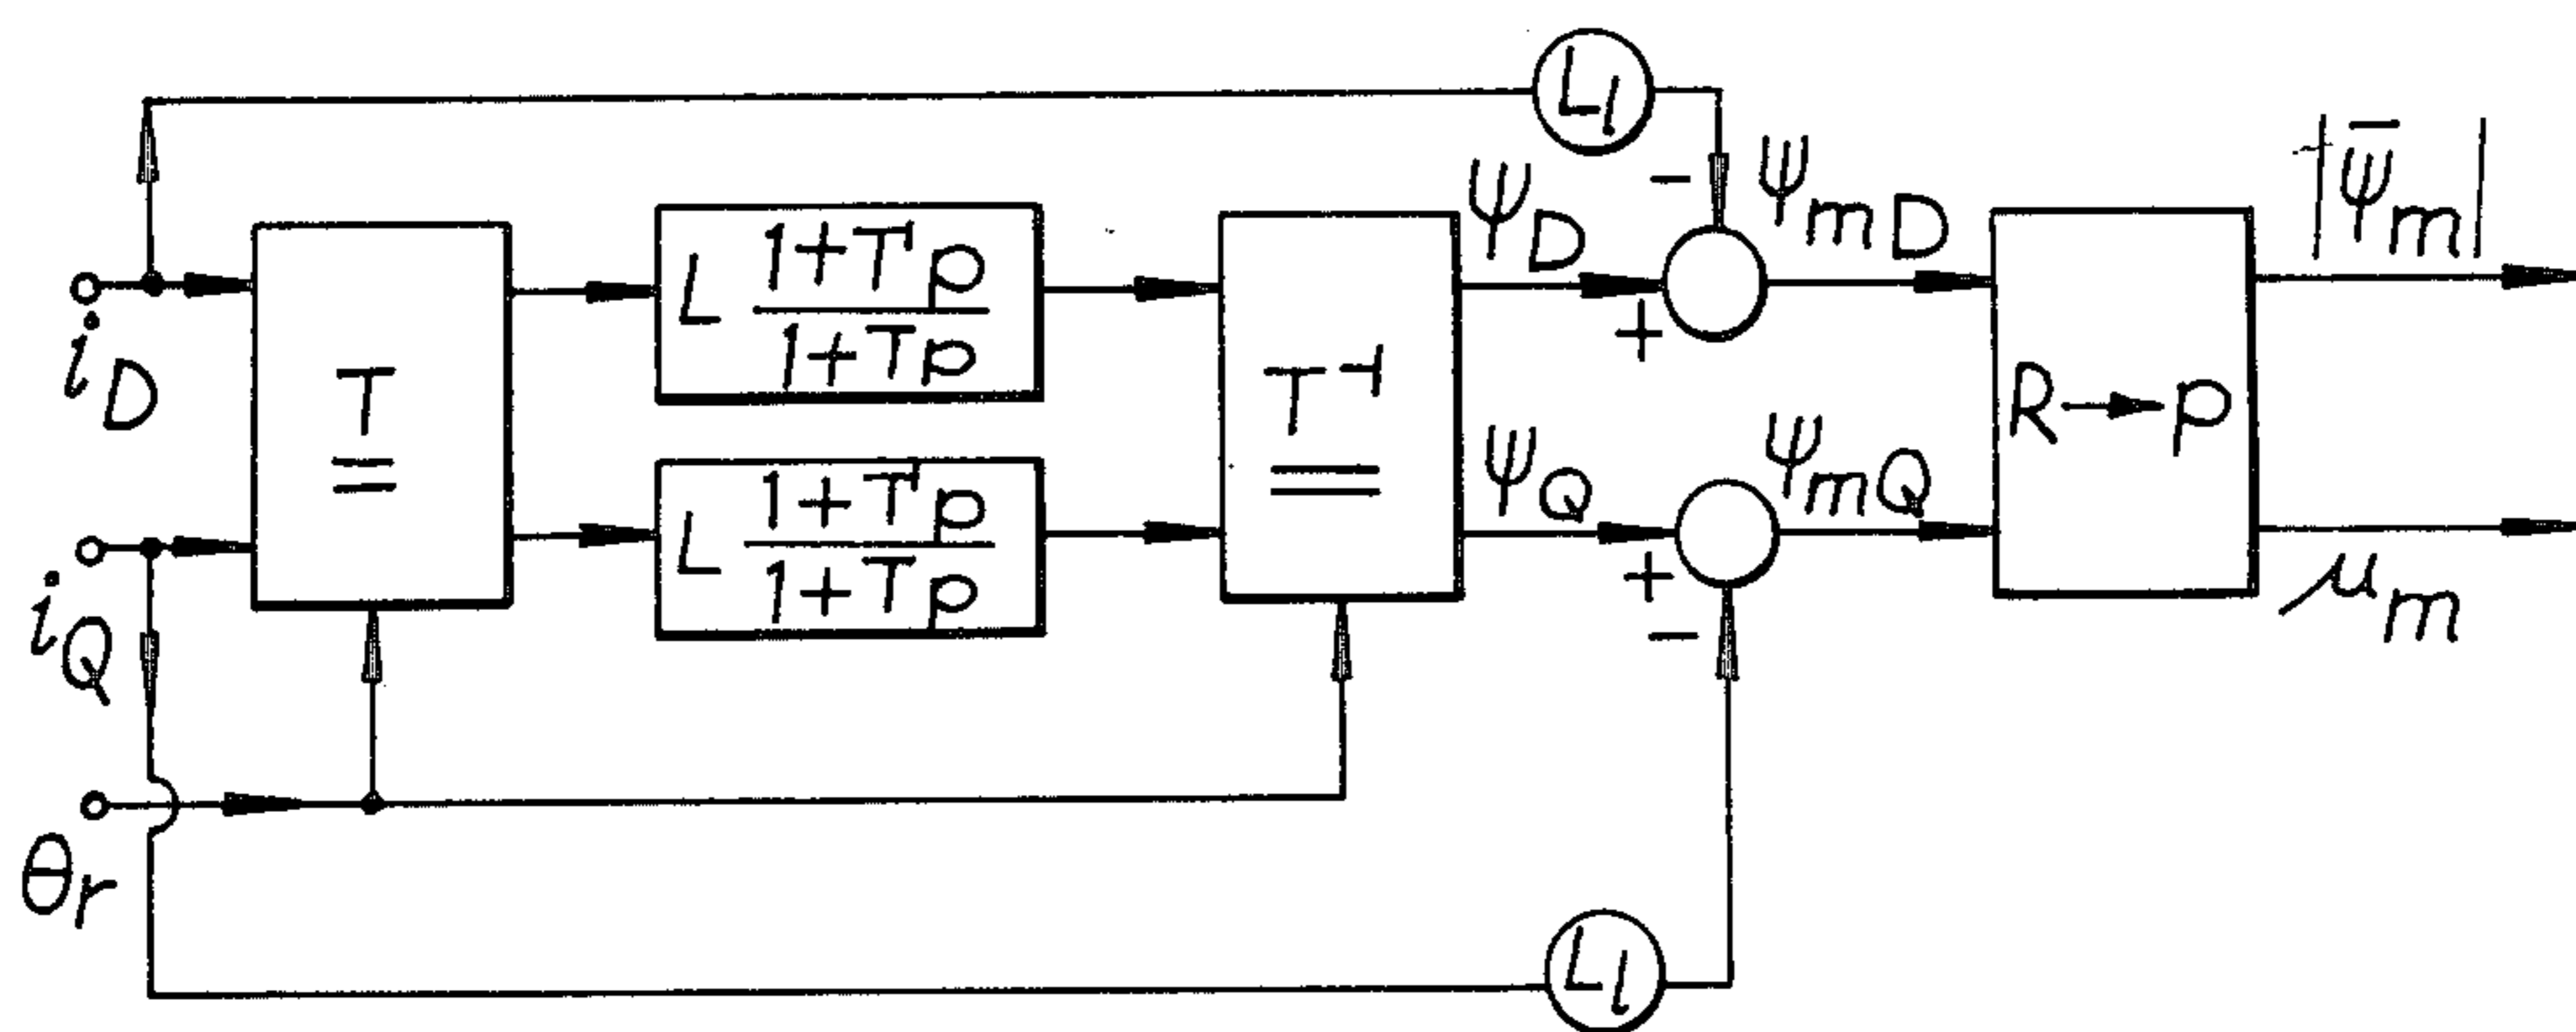 L_l
|ψ̄_m|
ψ_D
ψ_mD
−
+
i_D
T
L (1+T'p)/(1+Tp)
T⁻¹
R→p
ψ_Q
ψ_mQ
L (1+T'p)/(1+Tp)
+
−
i_Q
μ_m
θ_r
L_l